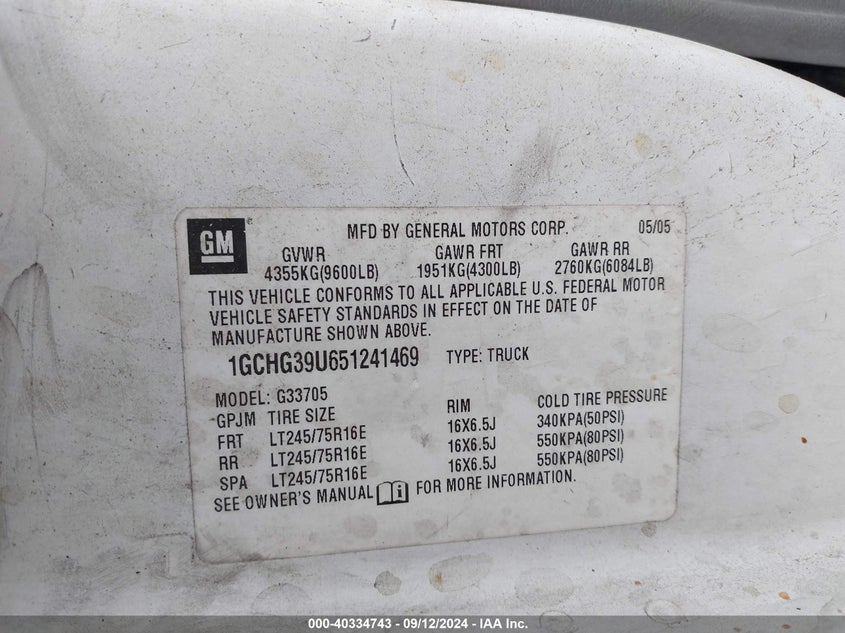 GM
MFD BY GENERAL MOTORS CORP. 05/05
GVWR GAWR FRT GAWR RR
4355KG(9600LB) 1951KG(4300LB) 2760KG(6084LB)
THIS VEHICLE CONFORMS TO ALL APPLICABLE U.S. FEDERAL MOTOR
VEHICLE SAFETY STANDARDS IN EFFECT ON THE DATE OF
MANUFACTURE SHOWN ABOVE.
1GCHG39U651241469 TYPE: TRUCK
MODEL: G33705
GPJM TIRE SIZE RIM COLD TIRE PRESSURE
FRT LT245/75R16E 16X6.5J 340KPA(50PSI)
RR LT245/75R16E 16X6.5J 550KPA(80PSI)
SPA LT245/75R16E 16X6.5J 550KPA(80PSI)
SEE OWNER'S MANUAL FOR MORE INFORMATION.
000-40334743 - 09/12/2024 - IAA Inc.